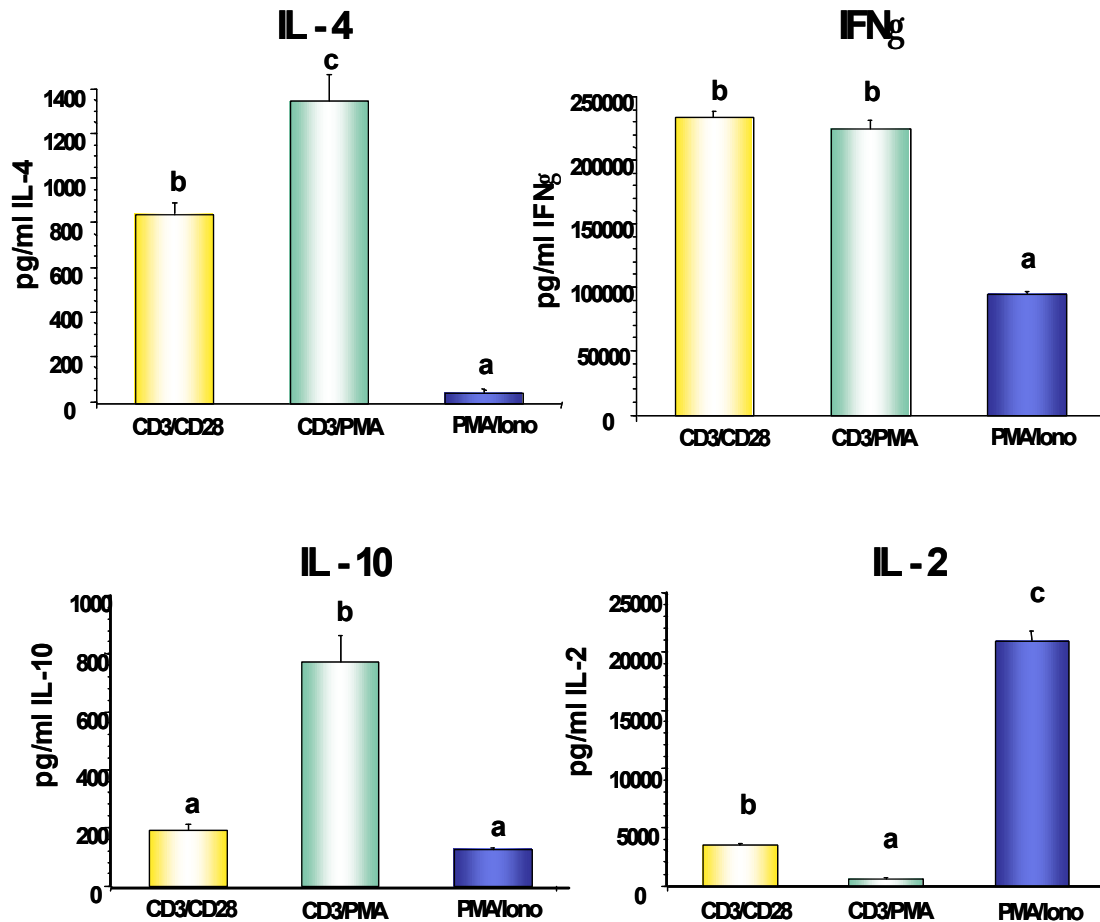 IL - 4
c
b
a
1400
1200
1000
800
600
400
200
0
pg/ml IL-4
CD3/CD28 CD3/PMA PMA/Iono
IFNg
b b
a
250000
200000
150000
100000
50000
0
pg/ml IFNg
CD3/CD28 CD3/PMA PMA/Iono
IL - 10
b
a a
1000
800
600
400
200
0
pg/ml IL-10
CD3/CD28 CD3/PMA PMA/Iono
IL - 2
c
b a
25000
20000
15000
10000
5000
0
pg/ml IL-2
CD3/CD28 CD3/PMA PMA/Iono